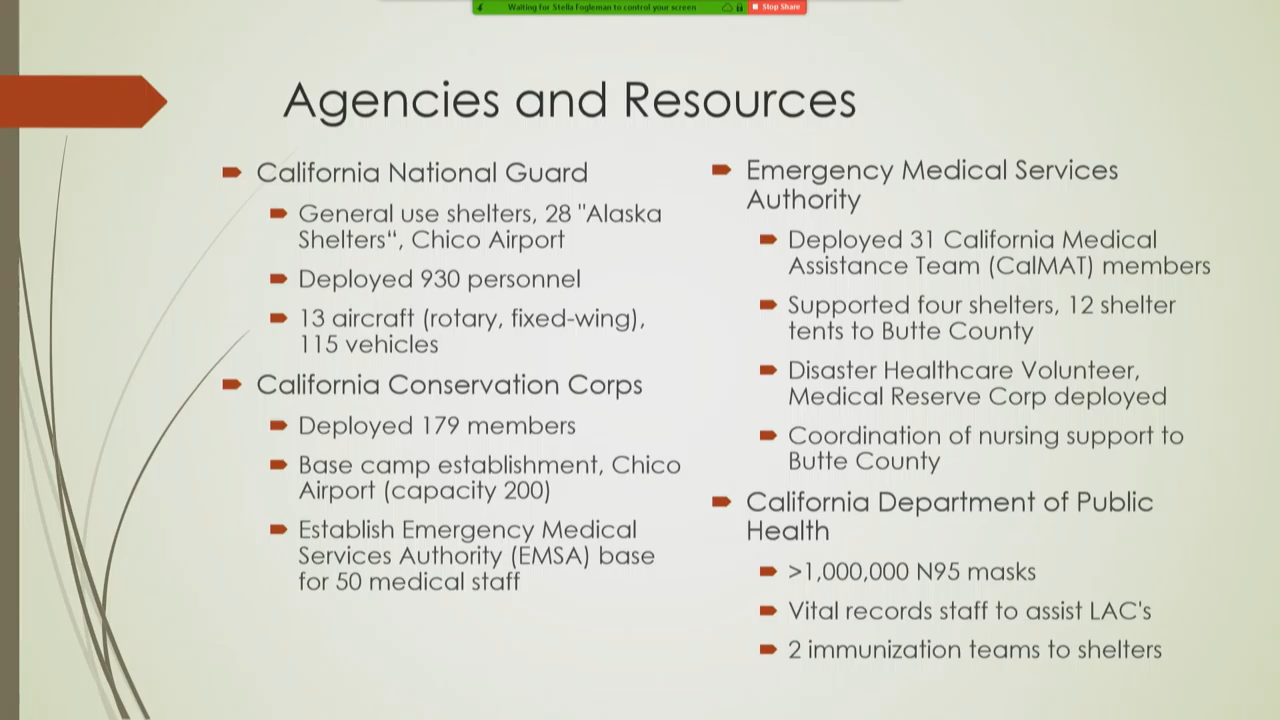 Waiting for Stella Fogleman to control your screen
Stop Share
Agencies and Resources
California National Guard
General use shelters, 28 "Alaska
Shelters", Chico Airport
Deployed 930 personnel
13 aircraft (rotary, fixed-wing),
115 vehicles
California Conservation Corps
Deployed 179 members
Base camp establishment, Chico
Airport (capacity 200)
Establish Emergency Medical
Services Authority (EMSA) base
for 50 medical staff
Emergency Medical Services
Authority
Deployed 31 California Medical
Assistance Team (CalMAT) members
Supported four shelters, 12 shelter
tents to Butte County
Disaster Healthcare Volunteer,
Medical Reserve Corp deployed
Coordination of nursing support to
Butte County
California Department of Public
Health
>1,000,000 N95 masks
Vital records staff to assist LAC's
2 immunization teams to shelters